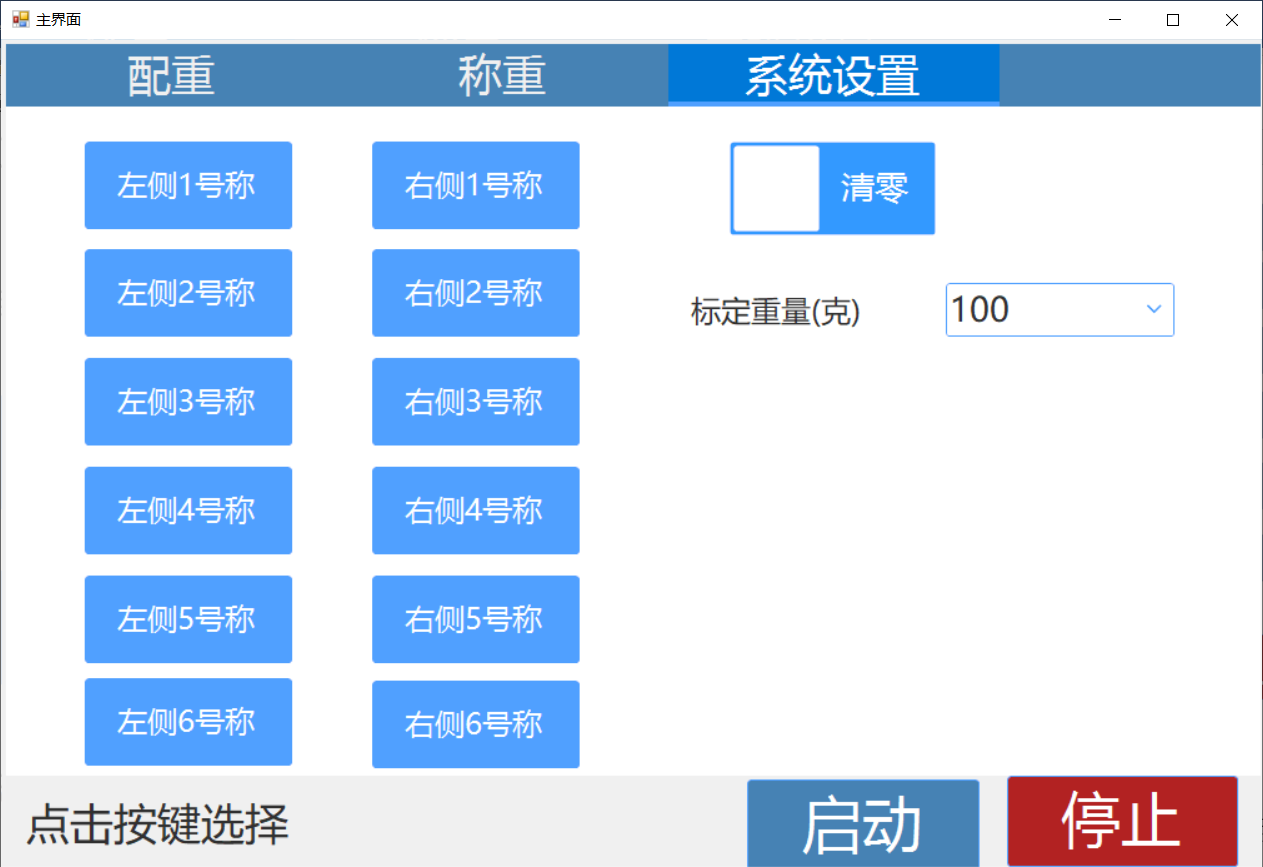 主界面
配重 称重 系统设置
左侧1号称 右侧1号称 清零
左侧2号称 右侧2号称 标定重量(克) 100
左侧3号称 右侧3号称
左侧4号称 右侧4号称
左侧5号称 右侧5号称
左侧6号称 右侧6号称
点击按键选择 启动 停止